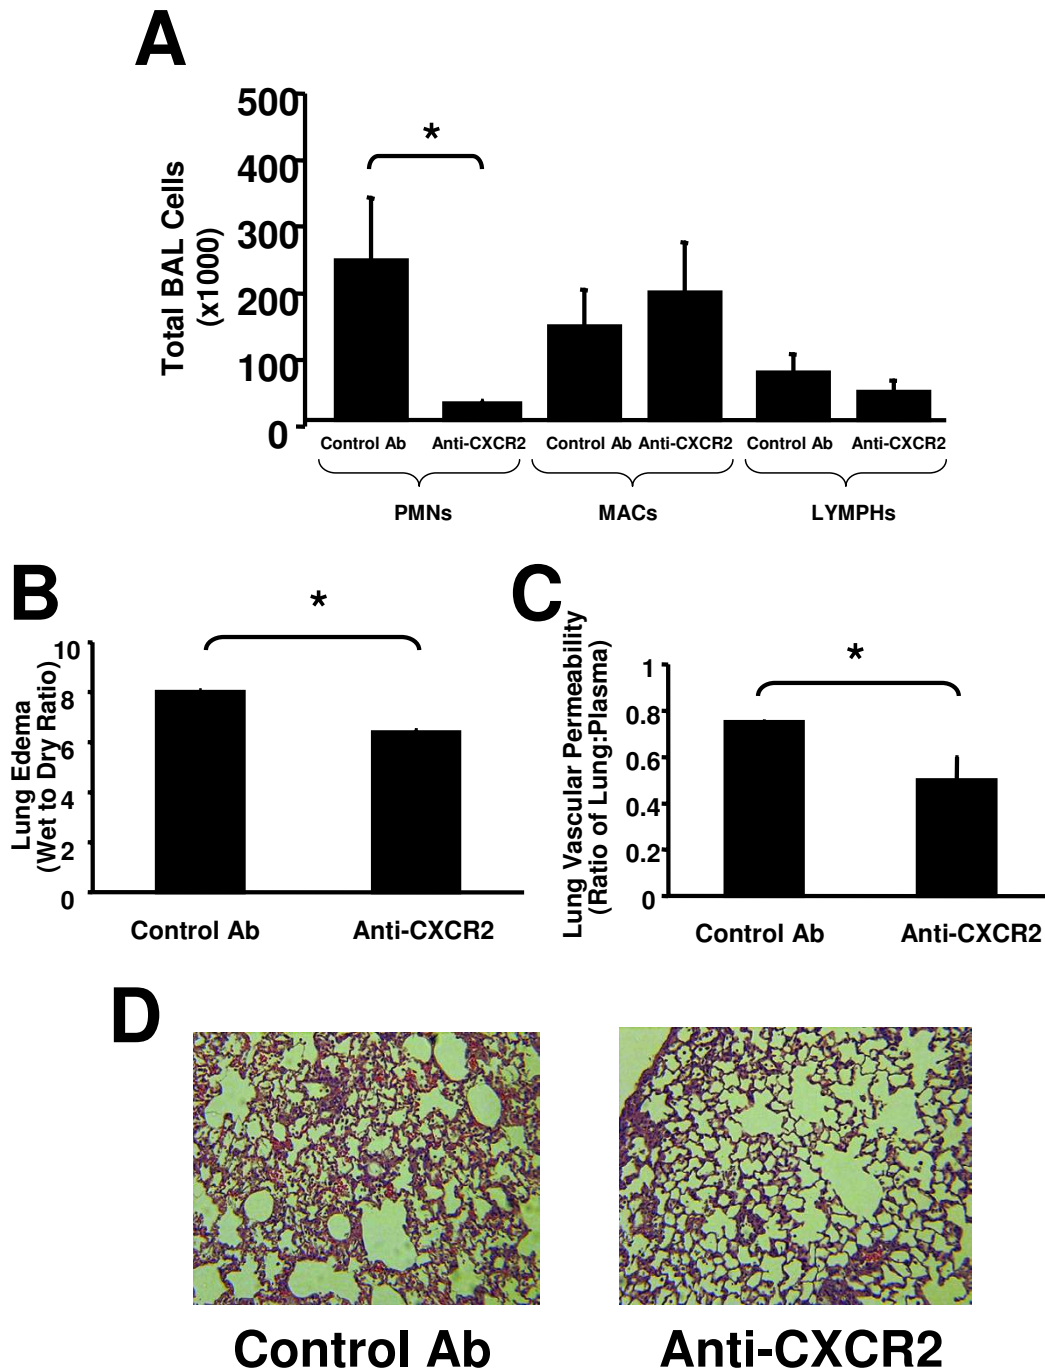 A
500
400
300
200
100
0
Total BAL Cells
(x1000)
*
Control Ab
Anti-CXCR2
Control Ab
Anti-CXCR2
Control Ab
Anti-CXCR2
PMNs
MACs
LYMPHs
B
10
8
6
4
2
0
Lung Edema
(Wet to Dry Ratio)
*
Control Ab
Anti-CXCR2
C
1
0.8
0.6
0.4
0.2
0
Lung Vascular Permeability
(Ratio of Lung:Plasma)
*
Control Ab
Anti-CXCR2
D
Control Ab
Anti-CXCR2